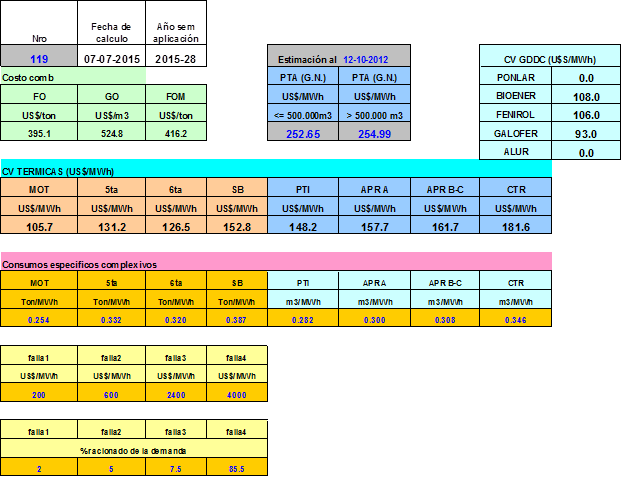 Nro Fecha de calculo Año sem aplicación
119 07-07-2015 2015-28
Estimación al 12-10-2012
CV GDDC (U$S/MWh)
Costo comb
PTA (G.N.) PTA (G.N.)
PONLAR 0.0
FO GO FOM
US$/MWh US$/MWh
BIOENER 108.0
US$/ton US$/m3 US$/ton
<= 500.000m3 > 500.000 m3
FENIROL 106.0
395.1 524.8 416.2
252.65 254.99
GALOFER 93.0
ALUR 0.0
CV TERMICAS (US$/MWh)
MOT 5ta 6ta SB PTI APR A APR B-C CTR
US$/MWh US$/MWh US$/MWh US$/MWh US$/MWh US$/MWh US$/MWh US$/MWh
105.7 131.2 126.5 152.8 148.2 157.7 161.7 181.6
Consumos especificos complexivos
MOT 5ta 6ta SB PTI APR A APR B-C CTR
Ton/MWh Ton/MWh Ton/MWh Ton/MWh m3/MWh m3/MWh m3/MWh m3/MWh
0.254 0.332 0.320 0.387 0.282 0.300 0.308 0.346
falla1 falla2 falla3 falla4
US$/MWh US$/MWh US$/MWh US$/MWh
200 600 2400 4000
falla1 falla2 falla3 falla4
%racionado de la demanda
2 5 7.5 85.5